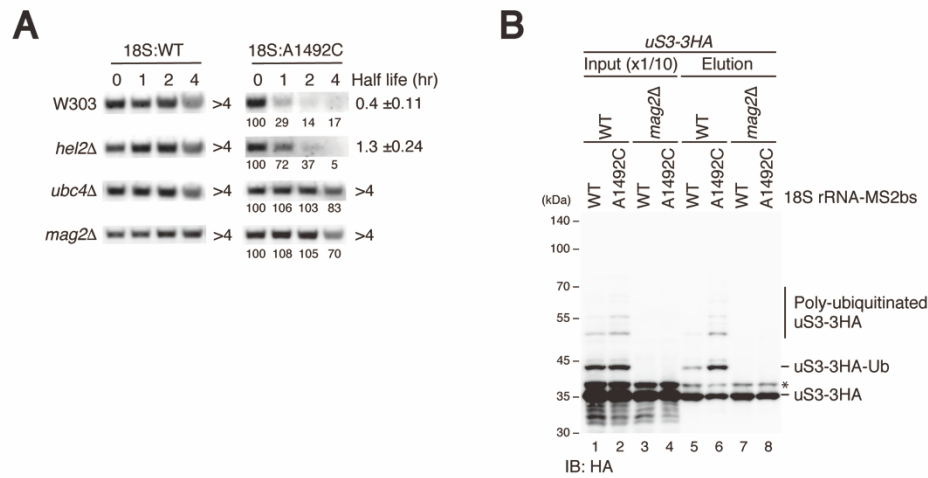 A
18S:WT 18S:A1492C
0 1 2 4 0 1 2 4 Half life (hr)
W303 >4 0.4 ±0.11
100 29 14 17
hel2Δ >4 1.3 ±0.24
100 72 37 5
ubc4Δ >4 >4
100 106 103 83
mag2Δ >4 >4
100 108 105 70
B
uS3-3HA
Input (x1/10) Elution
WT mag2Δ WT mag2Δ
WT A1492C WT A1492C WT A1492C WT A1492C 18S rRNA-MS2bs
(kDa)
140
100
70
Poly-ubiquitinated
uS3-3HA
55
45
uS3-3HA-Ub
*
35 uS3-3HA
30
1 2 3 4 5 6 7 8
IB: HA